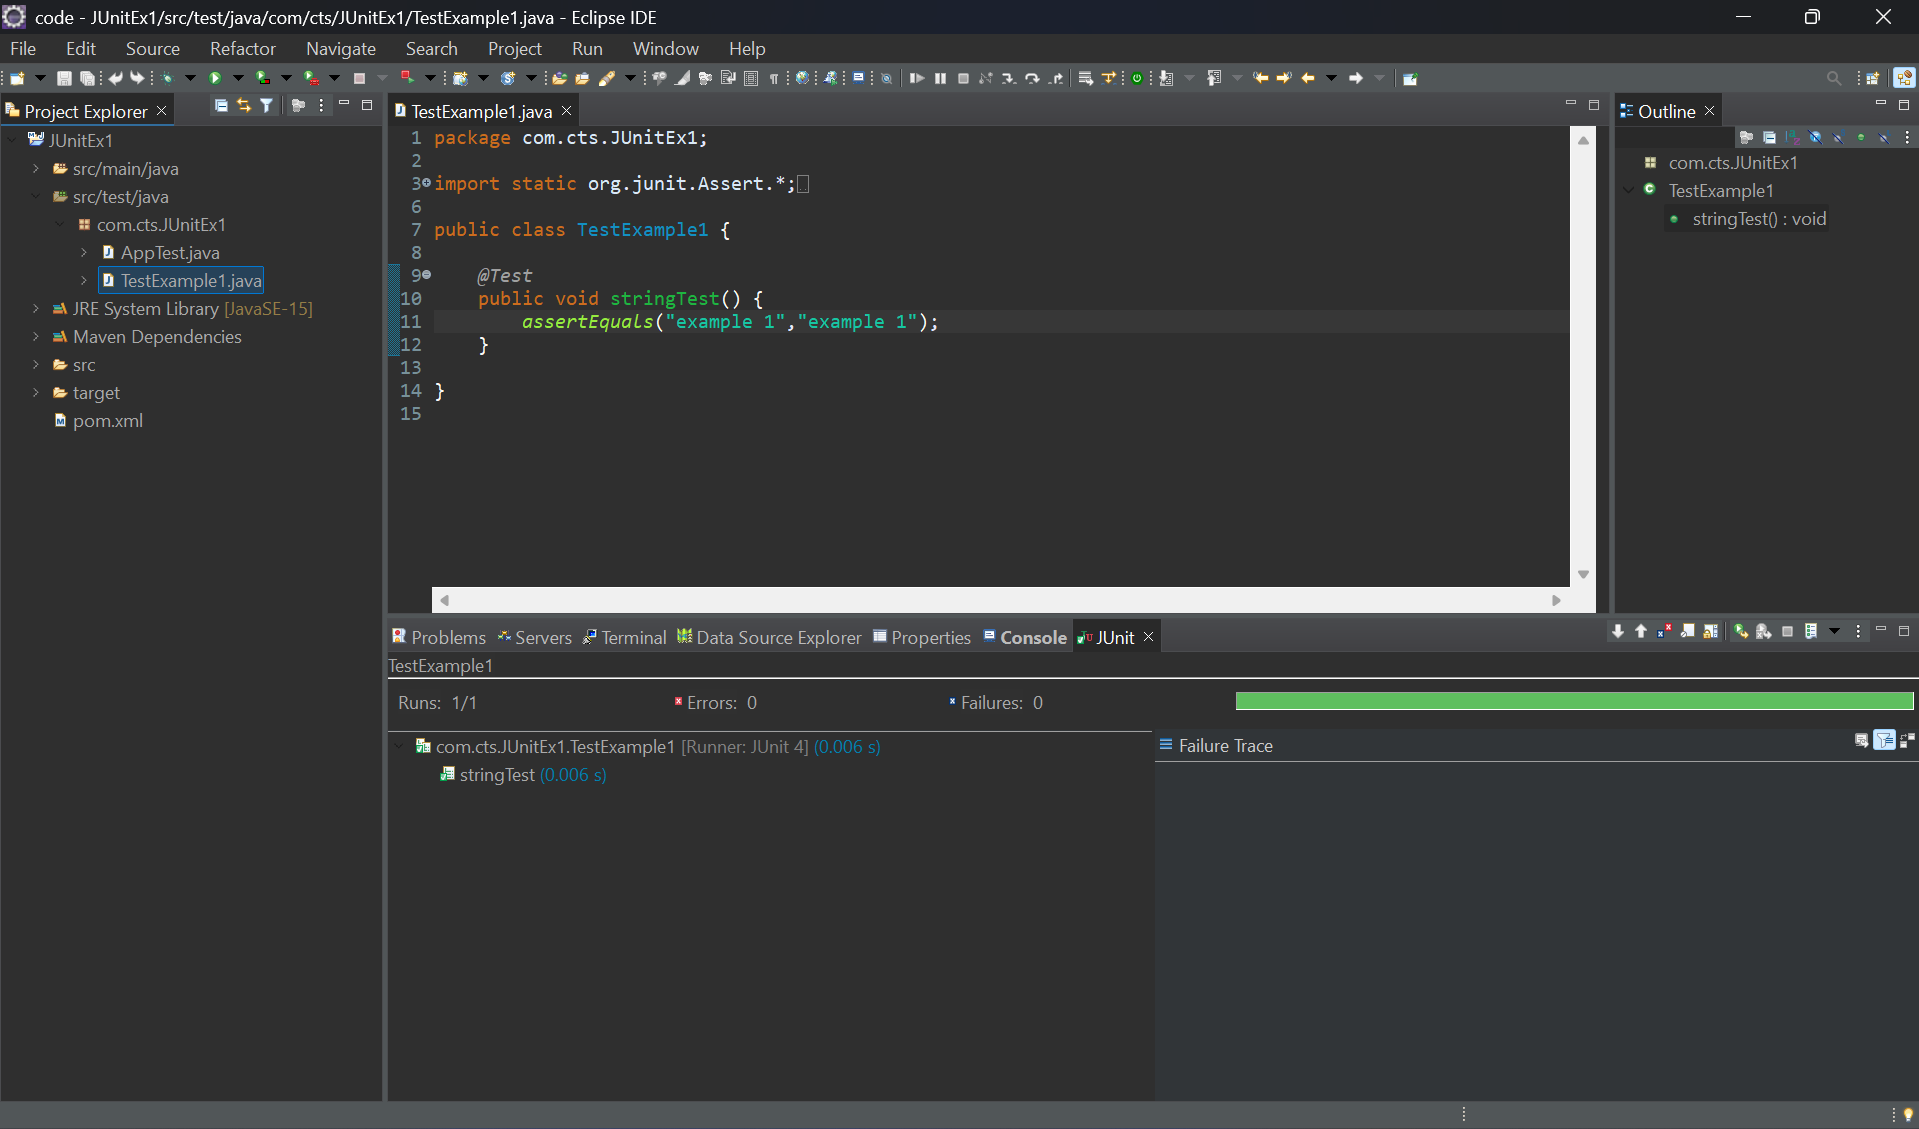 code - JUnitEx1/src/test/java/com/cts/JUnitEx1/TestExample1.java - Eclipse IDE
File Edit Source Refactor Navigate Search Project Run Window Help
Project Explorer
JUnitEx1
src/main/java
src/test/java
com.cts.JUnitEx1
AppTest.java
TestExample1.java
JRE System Library [JavaSE-15]
Maven Dependencies
src
target
pom.xml
TestExample1.java
1 package com.cts.JUnitEx1;
2
3 import static org.junit.Assert.*;
6
7 public class TestExample1 {
8
9 @Test
10 public void stringTest() {
11 assertEquals("example 1","example 1");
12 }
13
14 }
15
Outline
com.cts.JUnitEx1
TestExample1
stringTest() : void
Problems Servers Terminal Data Source Explorer Properties Console JUnit
TestExample1
Runs: 1/1 Errors: 0 Failures: 0
com.cts.JUnitEx1.TestExample1 [Runner: JUnit 4] (0.006 s)
stringTest (0.006 s)
Failure Trace